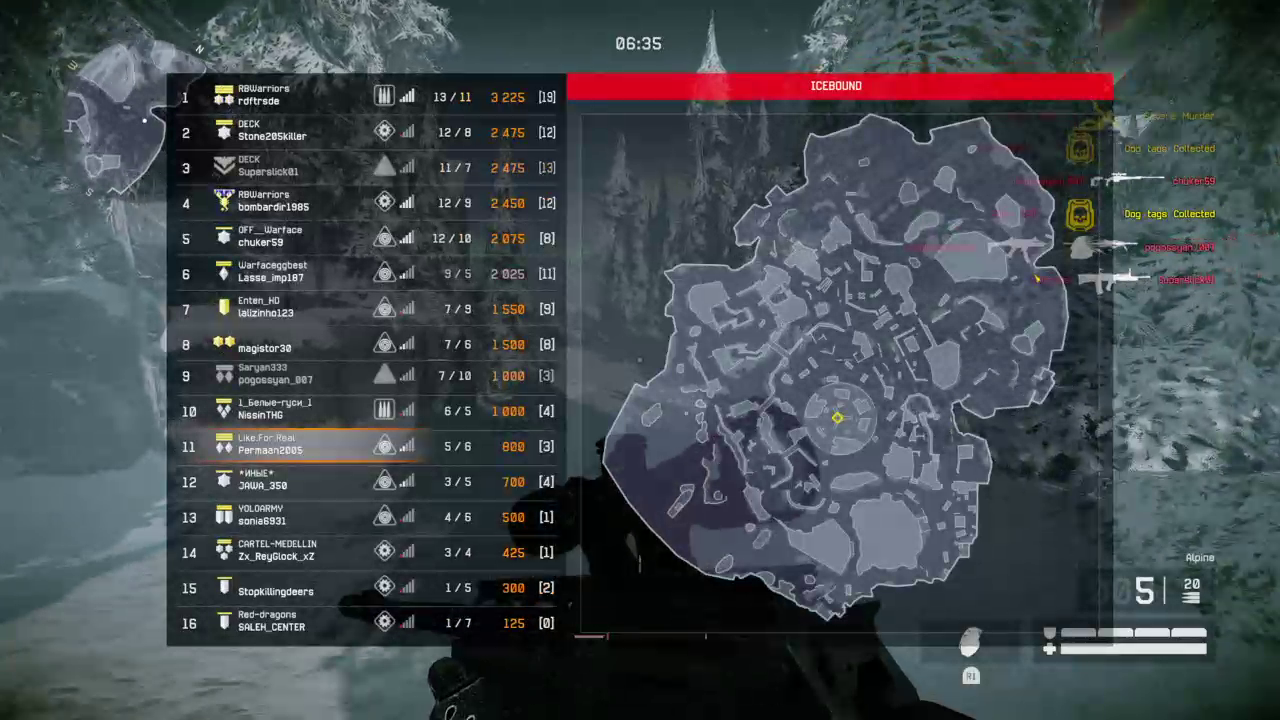 06:35
N
W
S
1 RBWarriors
rdftrsde 13 / 11 3 225 [19]
2 DECK
Stone205killer 12 / 8 2 475 [12]
3 DECK
Superslick01 11 / 7 2 475 [13]
4 RBWarriors
bombardir1985 12 / 9 2 450 [12]
5 OFF__Warface
chuker59 12 / 10 2 075 [8]
6 Warfaceggbest
Lasse_imp187 9 / 5 2 025 [11]
7 Enten_HD
lalizinho123 7 / 9 1 550 [9]
8 magistor30 7 / 6 1 500 [8]
9 Saryan333
pogossyan_007 7 / 10 1 000 [3]
10 1_Белые-гуси_1
NissinTHG 6 / 5 1 000 [4]
11 Like.For.Real
Permaan2005 5 / 6 800 [3]
12 *ИНЫЕ*
JAWA_350 3 / 5 700 [4]
13 YOLOARMY
sonia6931 4 / 6 500 [1]
14 CARTEL-MEDELLIN
Zx_ReyGlock_xZ 3 / 4 425 [1]
15 Stopkillingdeers 1 / 5 300 [2]
16 Red-dragons
SALEH_CENTER 1 / 7 125 [0]
ICEBOUND
Murder
Dog tags Collected
chuker59
Dog tags Collected
pogossyan_007
Superslick01
Alpine
5 20
R1